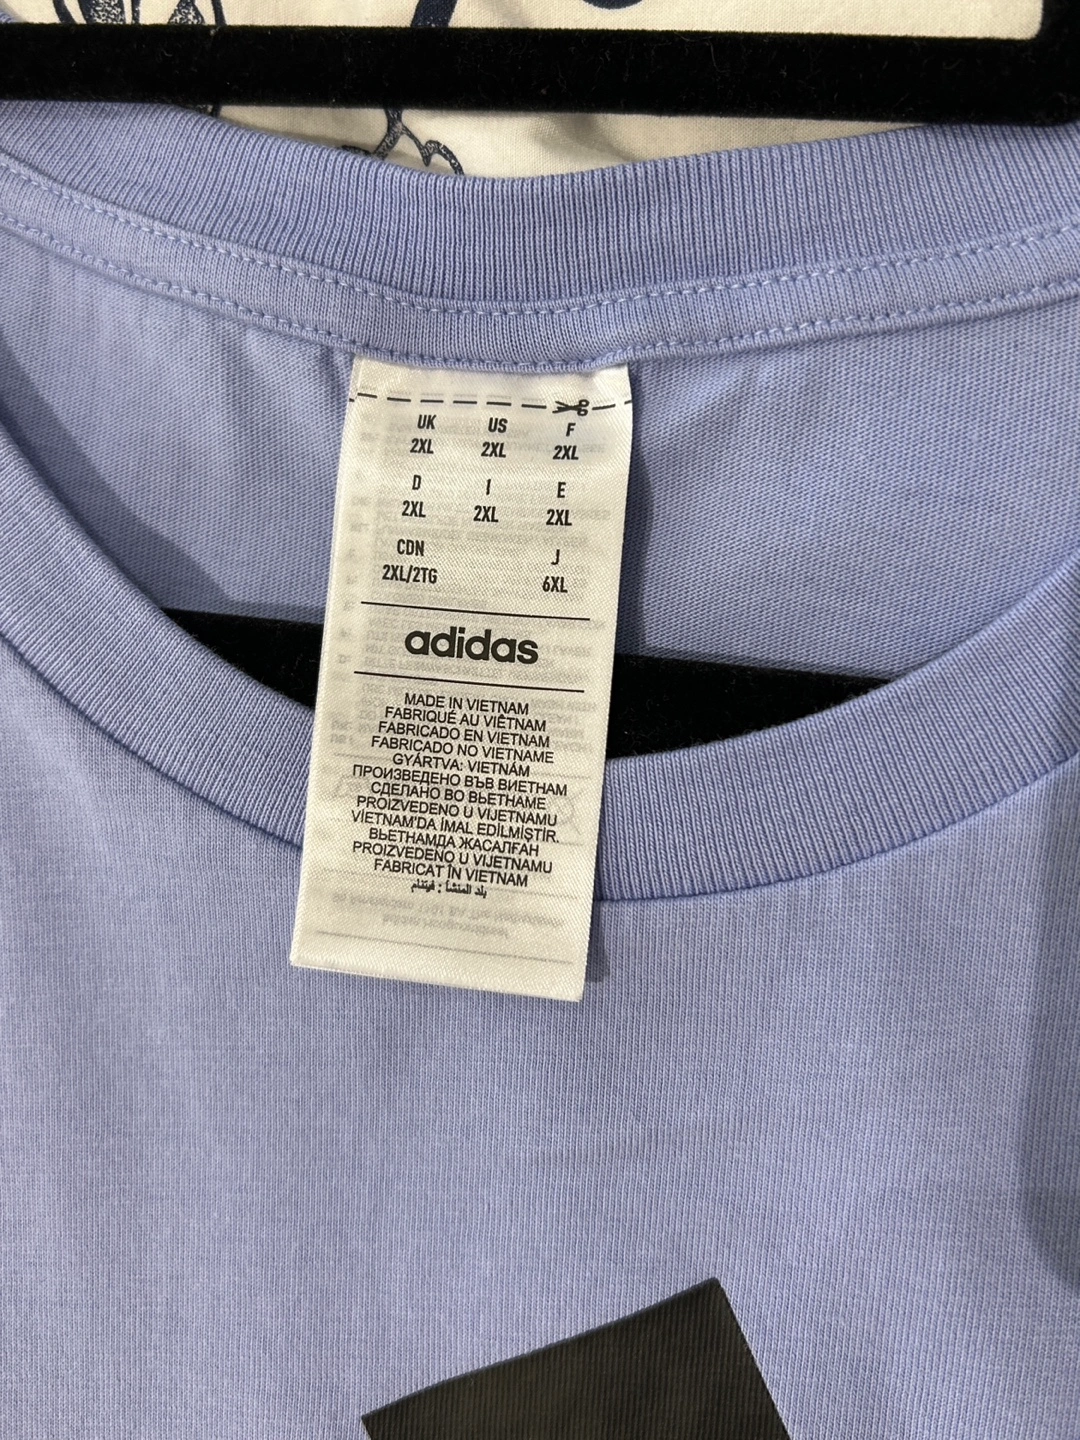 UK US F
2XL 2XL 2XL
D I E
2XL 2XL 2XL
CDN J
2XL/2TG 6XL
adidas
MADE IN VIETNAM
FABRIQUÉ AU VIÊTNAM
FABRICADO EN VIETNAM
FABRICADO NO VIETNAME
GYÁRTVA: VIETNÁM
ПРОИЗВЕДЕНО ВЪВ ВИЕТНАМ
СДЕЛАНО ВО ВЬЕТНАМЕ
PROIZVEDENO U VIJETNAMU
VİETNAM'DA İMAL EDİLMİŞTİR.
ВЬЕТНАМДА ЖАСАЛҒАН
PROIZVEDENO U VIJETNAMU
FABRICAT ÎN VIETNAM
بلد المنشأ : فيتنام